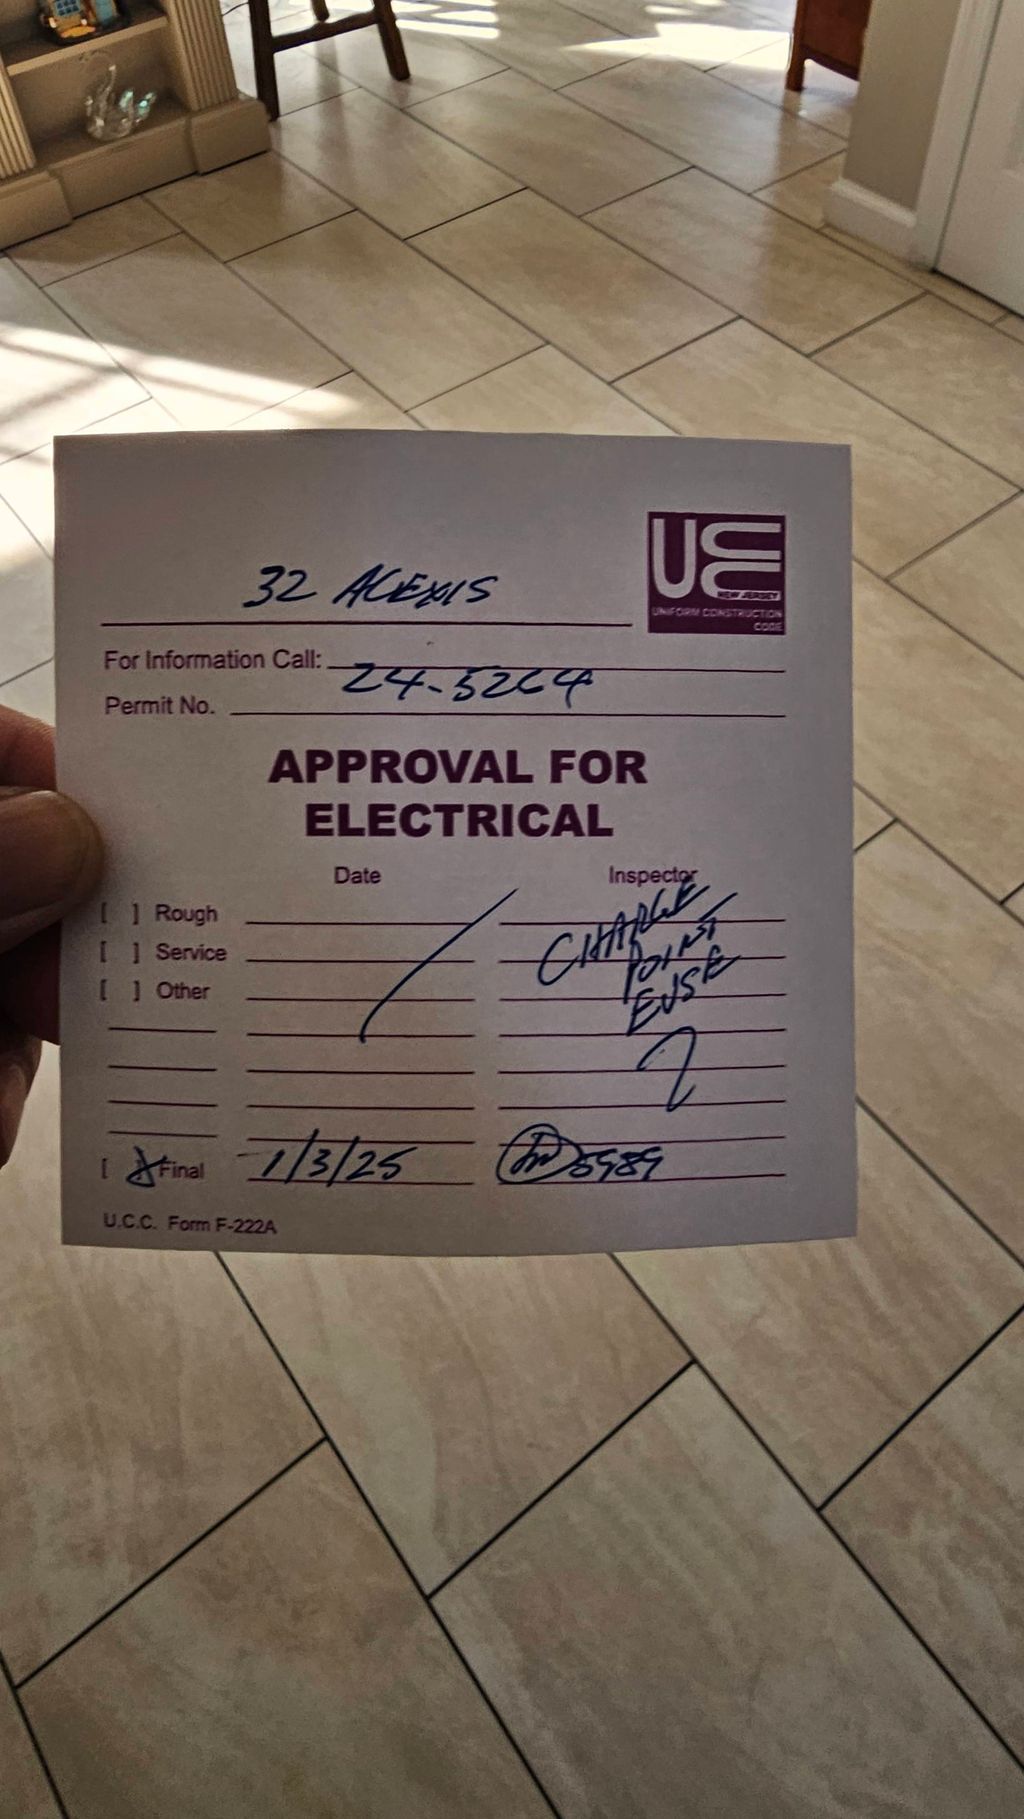 32 ALEXIS
UCC
NEW JERSEY
UNIFORM CONSTRUCTION
CODE
For Information Call:
Permit No. 24-5264
APPROVAL FOR
ELECTRICAL
Date Inspector
[ ] Rough
[ ] Service
[ ] Other
CHARGE
POINT
EVSE
[ ] Final 1/3/25 5989
U.C.C. Form F-222A